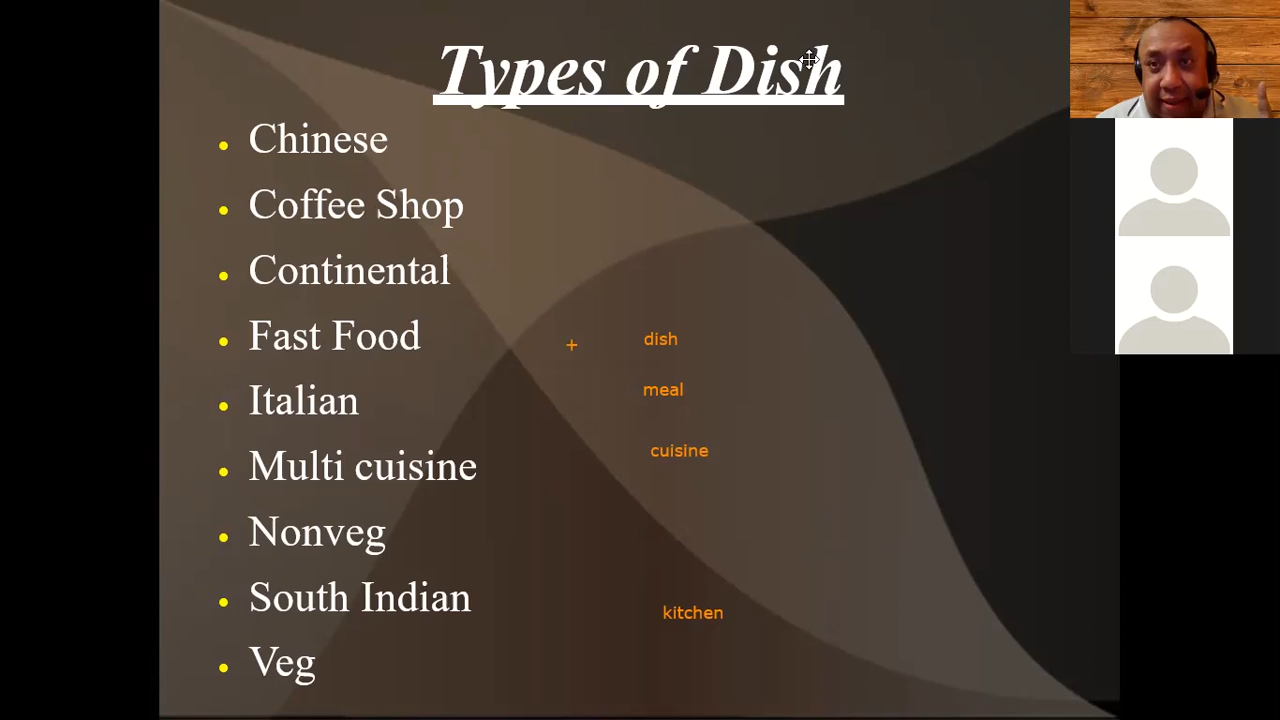 Types of Dish
Chinese
Coffee Shop
Continental
Fast Food
Italian
Multi cuisine
Nonveg
South Indian
Veg
+
dish
meal
cuisine
kitchen